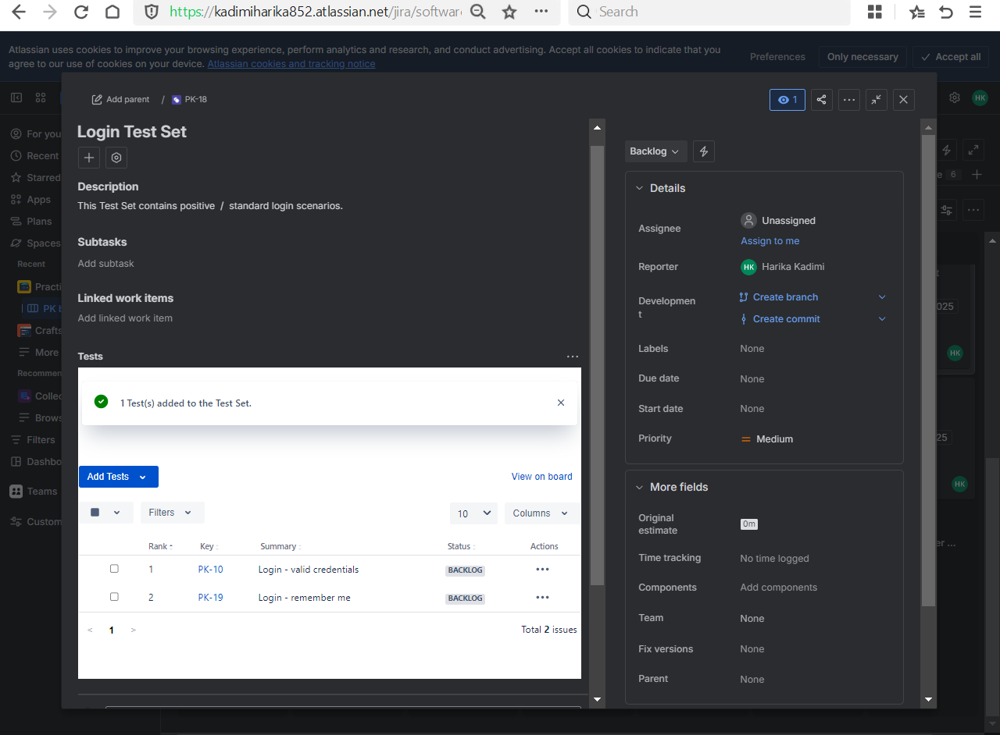 https://kadimiharika852.atlassian.net/jira/software
Search
Atlassian uses cookies to improve your browsing experience, perform analytics and research, and conduct advertising. Accept all cookies to indicate that you
agree to our use of cookies on your device. Atlassian cookies and tracking notice
Preferences
Only necessary
Accept all
Add parent / PK-18
1
HK
For you
Recent
Starred
Apps
Plans
Spaces
Recent
Practi
PK b
Crafts
More
Recommen
Collec
Brows
Filters
Dashbo
Teams
Custom
Login Test Set
Description
This Test Set contains positive / standard login scenarios.
Subtasks
Add subtask
Linked work items
Add linked work item
Tests
1 Test(s) added to the Test Set.
Add Tests
View on board
Filters
10
Columns
Rank Key Summary Status Actions
1 PK-10 Login - valid credentials BACKLOG
2 PK-19 Login - remember me BACKLOG
< 1 >
Total 2 issues
Backlog
Details
Assignee
Unassigned
Assign to me
Reporter
HK Harika Kadimi
Developmen
t
Create branch
Create commit
Labels
None
Due date
None
Start date
None
Priority
Medium
More fields
Original
estimate
0m
Time tracking
No time logged
Components
Add components
Team
None
Fix versions
None
Parent
None
e 6
025
HK
25
HK
er ...